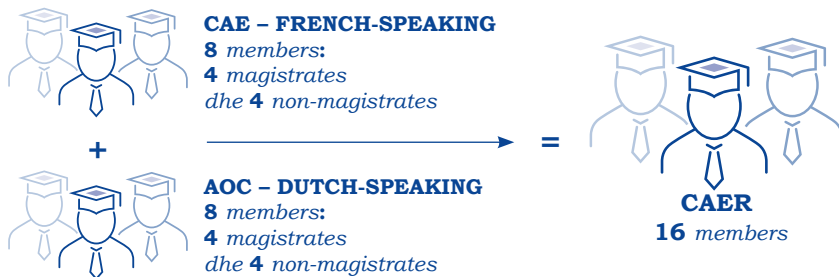 CAE – FRENCH-SPEAKING
8 members:
4 magistrates
dhe 4 non-magistrates
+
=
AOC – DUTCH-SPEAKING
8 members:
4 magistrates
dhe 4 non-magistrates
CAER
16 members